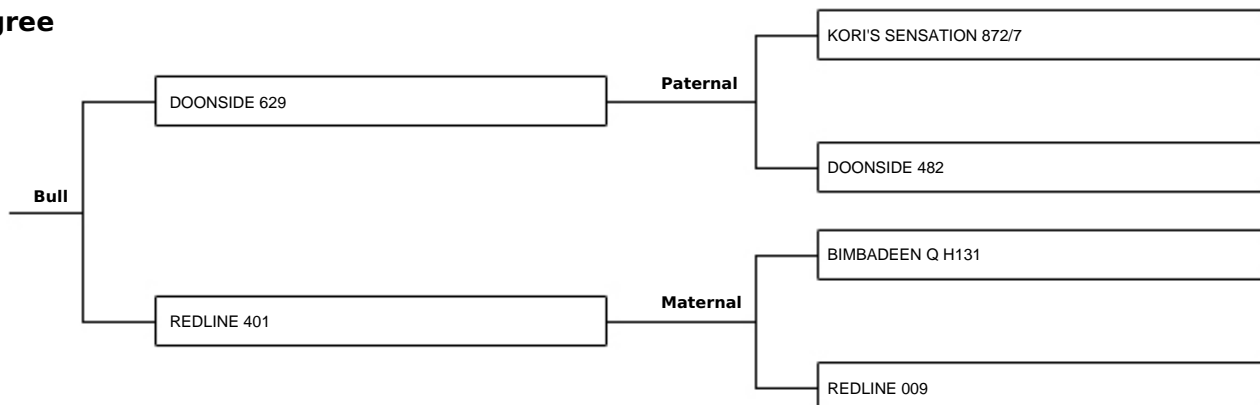 gree
KORI'S SENSATION 872/7
Paternal
DOONSIDE 629
DOONSIDE 482
Bull
BIMBADEEN Q H131
Maternal
REDLINE 401
REDLINE 009